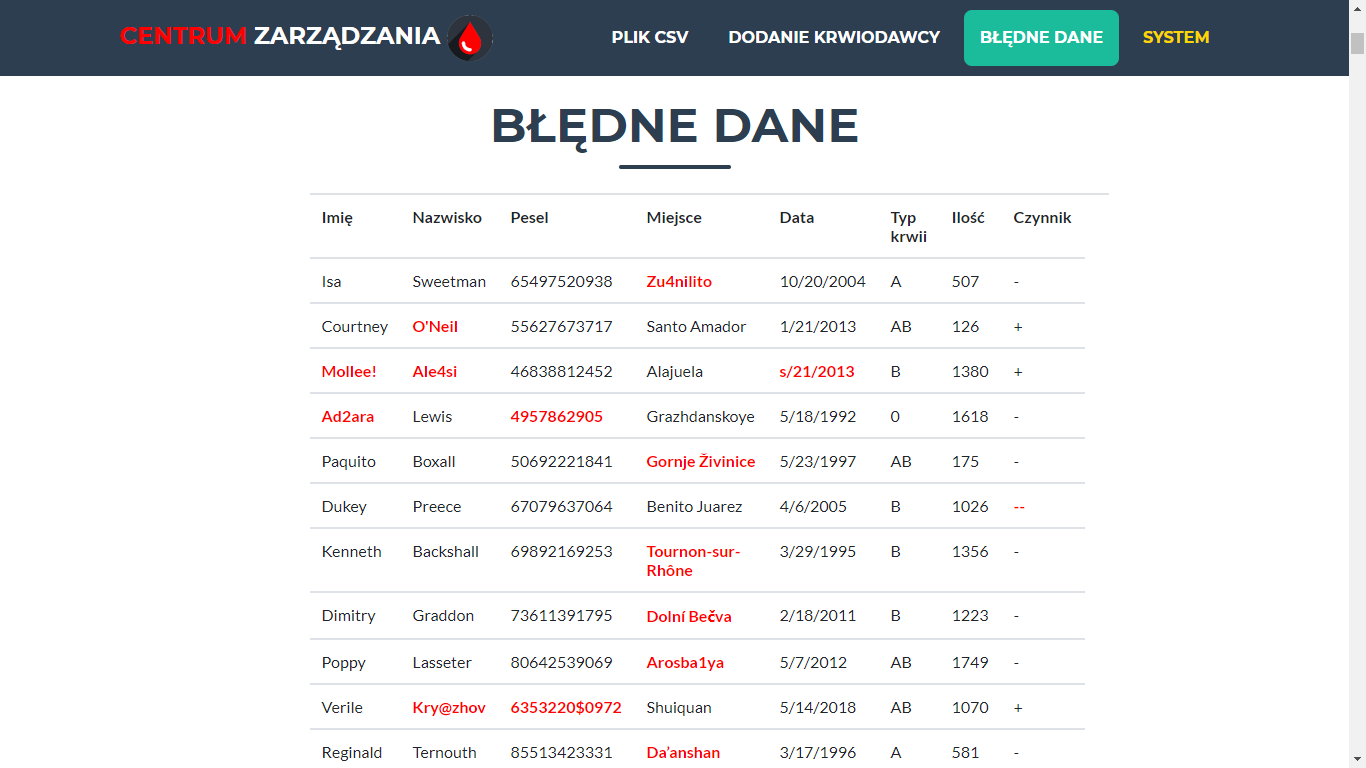 CENTRUM ZARZĄDZANIA PLIK CSV DODANIE KRWIODAWCY BŁĘDNE DANE SYSTEM
BŁĘDNE DANE
Imię Nazwisko Pesel Miejsce Data Typ krwii Ilość Czynnik
Isa Sweetman 65497520938 Zu4nilito 10/20/2004 A 507 -
Courtney O'Neil 55627673717 Santo Amador 1/21/2013 AB 126 +
Mollee! Ale4si 46838812452 Alajuela s/21/2013 B 1380 +
Ad2ara Lewis 4957862905 Grazhdanskoye 5/18/1992 0 1618 -
Paquito Boxall 50692221841 Gornje Živinice 5/23/1997 AB 175 -
Dukey Preece 67079637064 Benito Juarez 4/6/2005 B 1026 --
Kenneth Backshall 69892169253 Tournon-sur-Rhône 3/29/1995 B 1356 -
Dimitry Graddon 73611391795 Dolní Bečva 2/18/2011 B 1223 -
Poppy Lasseter 80642539069 Arosba1ya 5/7/2012 AB 1749 -
Verile Kry@zhov 6353220$0972 Shuiquan 5/14/2018 AB 1070 +
Reginald Ternouth 85513423331 Da’anshan 3/17/1996 A 581 -